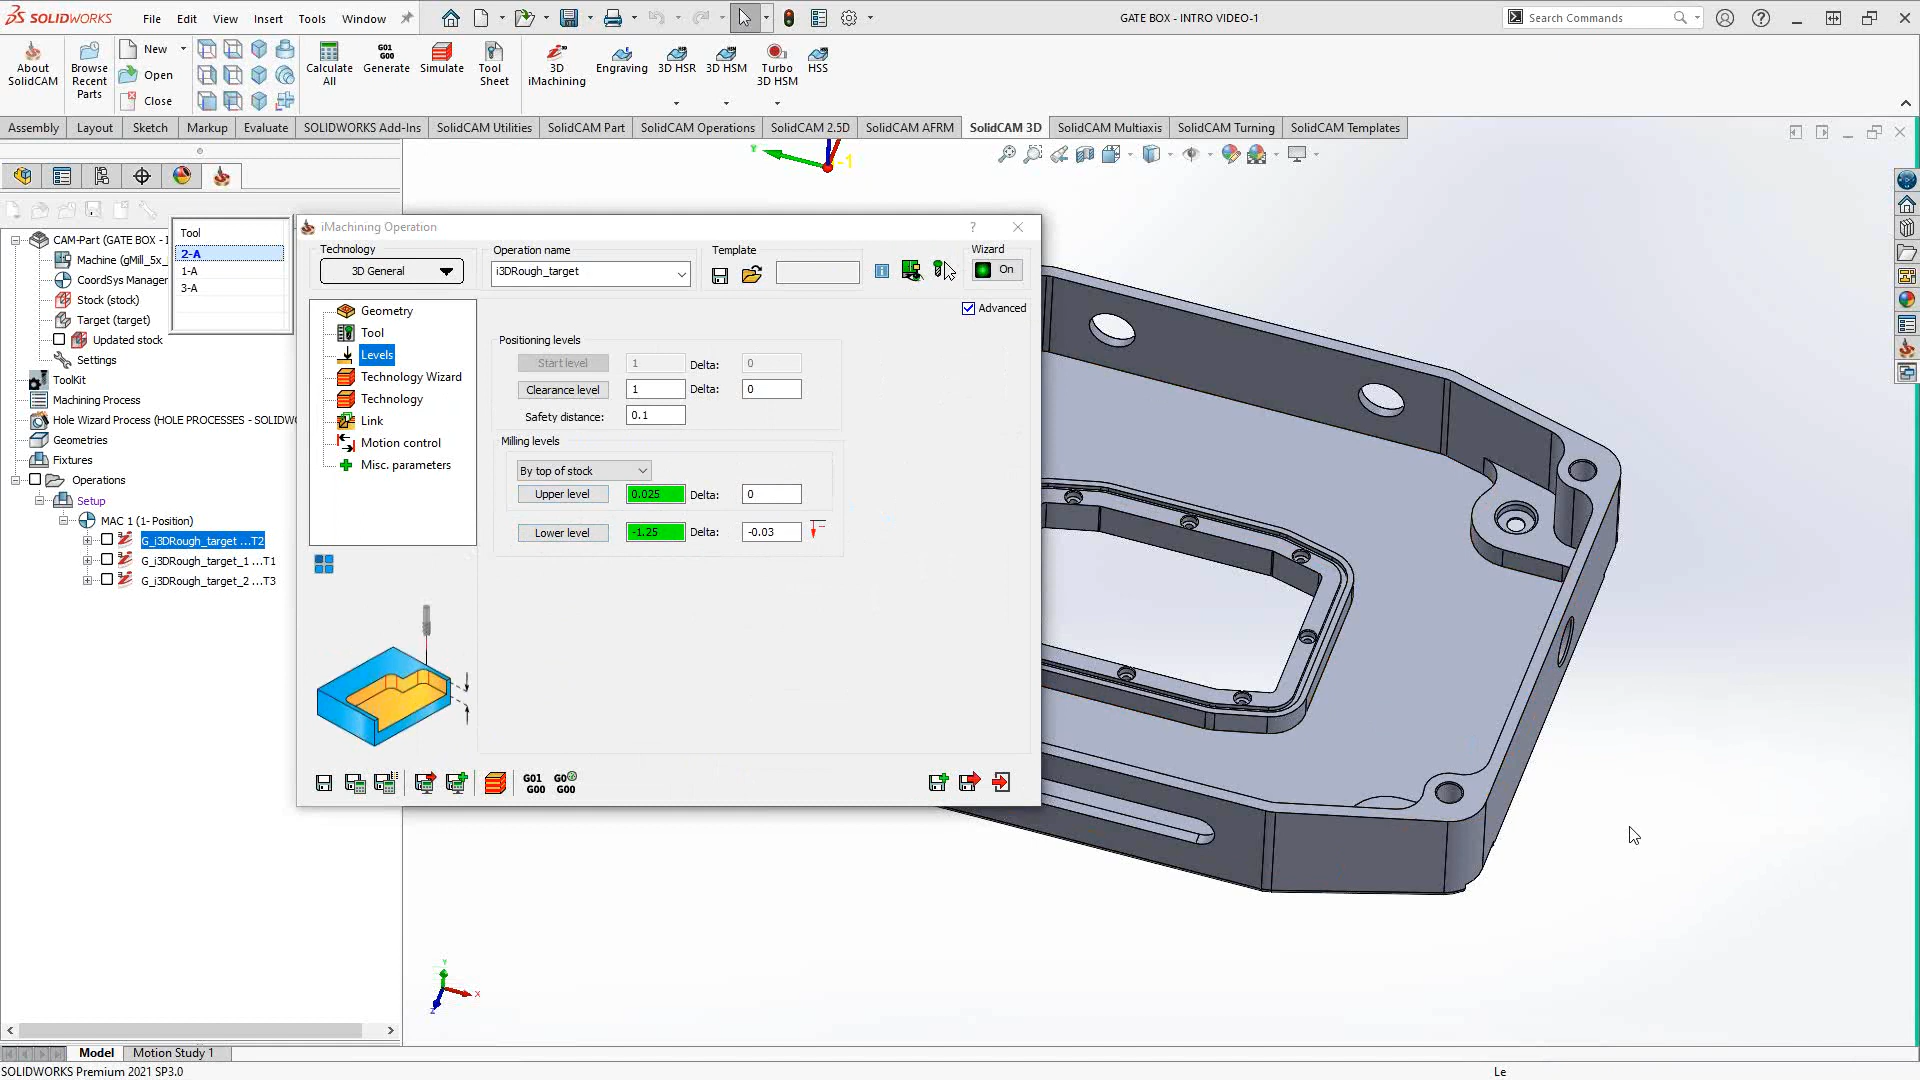 SOLIDWORKS File Edit View Insert Tools Window GATE BOX - INTRO VIDEO-1 Search Commands
About SolidCAM
Browse Recent Parts
New
Open
Close
Calculate All
G01 G00 Generate
Simulate
Tool Sheet
3D iMachining
Engraving
3D HSR
3D HSM
Turbo 3D HSM
HSS
Assembly Layout Sketch Markup Evaluate SOLIDWORKS Add-Ins SolidCAM Utilities SolidCAM Part SolidCAM Operations SolidCAM 2.5D SolidCAM AFRM SolidCAM 3D SolidCAM Multiaxis SolidCAM Turning SolidCAM Templates
Y
-1
CAM-Part (GATE BOX - I
Machine (gMill_5x_
CoordSys Manager
Stock (stock)
Target (target)
Updated stock
Settings
ToolKit
Machining Process
Hole Wizard Process (HOLE PROCESSES - SOLIDWO
Geometries
Fixtures
Operations
Setup
MAC 1 (1- Position)
G_i3DRough_target ...T2
G_i3DRough_target_1 ...T1
G_i3DRough_target_2 ...T3
Tool
2-A
1-A
3-A
iMachining Operation
?
Technology
3D General
Operation name
i3DRough_target
Template
Wizard
On
Advanced
Geometry
Tool
Levels
Technology Wizard
Technology
Link
Motion control
Misc. parameters
Positioning levels
Start level 1 Delta: 0
Clearance level 1 Delta: 0
Safety distance: 0.1
Milling levels
By top of stock
Upper level 0.025 Delta: 0
Lower level -1.25 Delta: -0.03
G01 G00
G0 G00
Y
X
Z
Model Motion Study 1
SOLIDWORKS Premium 2021 SP3.0
Le